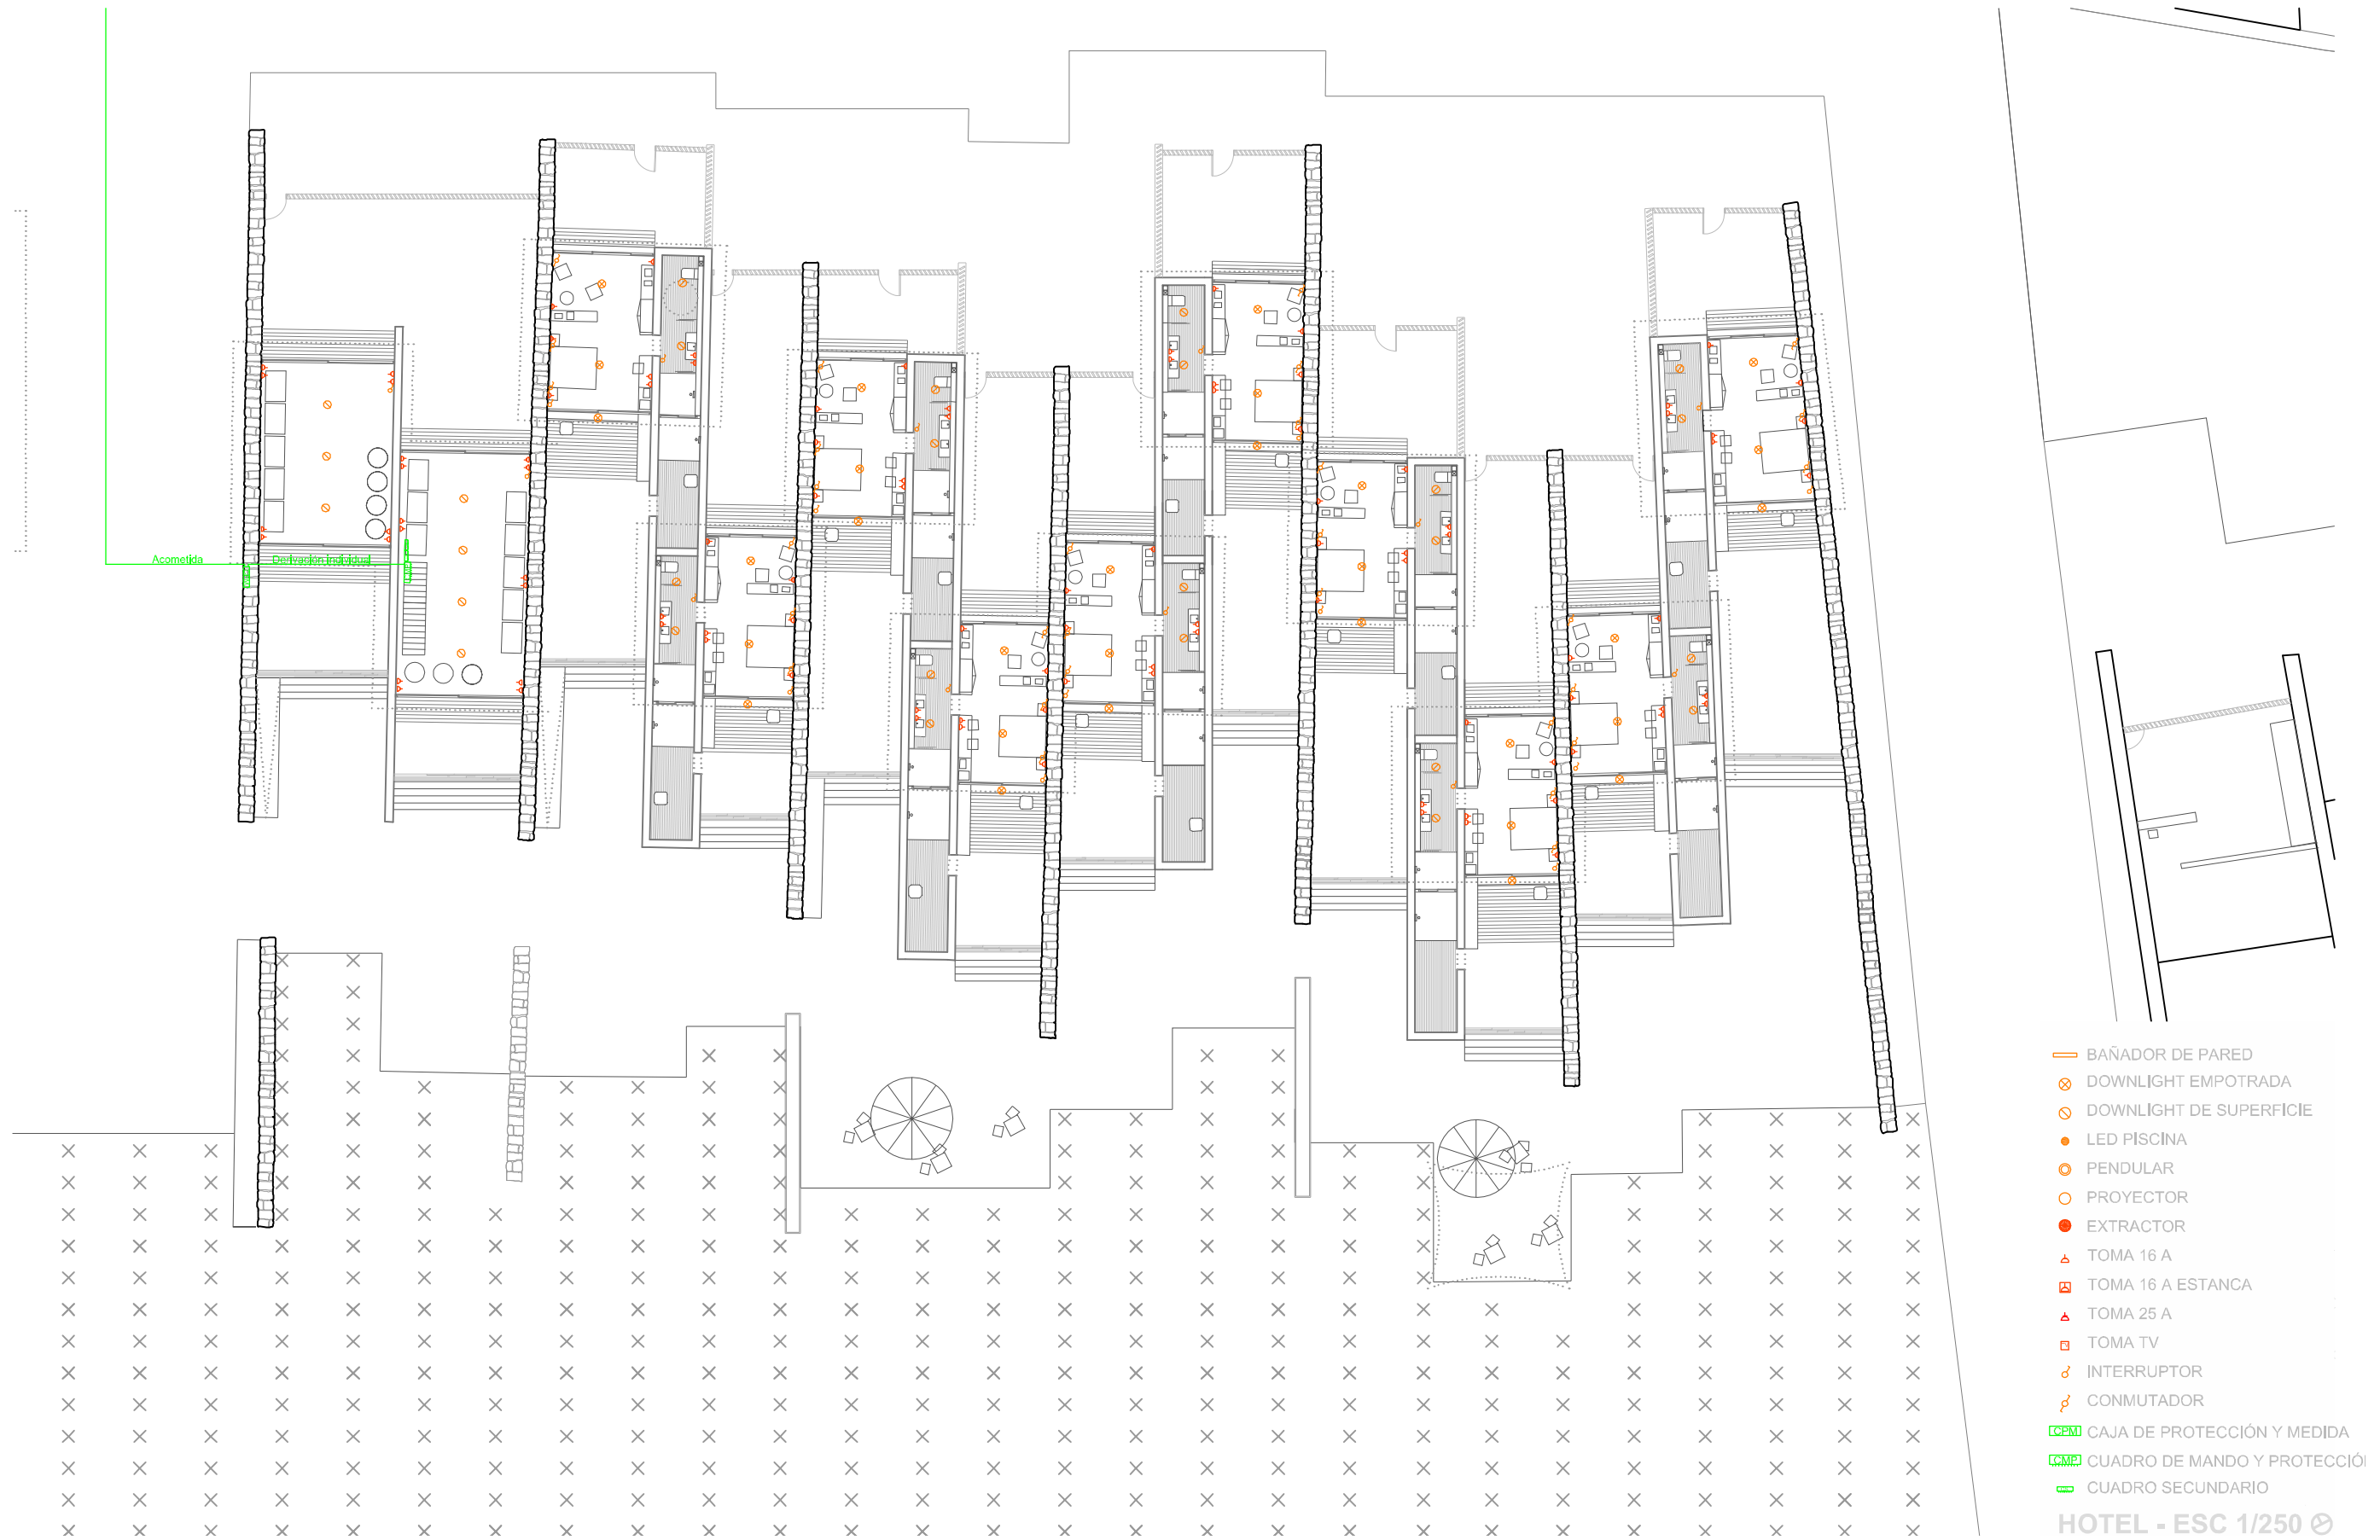 Acometida
Derivación individual
BAÑADOR DE PARED
DOWNLIGHT EMPOTRADA
DOWNLIGHT DE SUPERFICIE
LED PISCINA
PENDULAR
PROYECTOR
EXTRACTOR
TOMA 16 A
TOMA 16 A ESTANCA
TOMA 25 A
TOMA TV
INTERRUPTOR
CONMUTADOR
CPM CAJA DE PROTECCIÓN Y MEDIDA
CMP CUADRO DE MANDO Y PROTECCIÓ
CUADRO SECUNDARIO
HOTEL - ESC 1/250